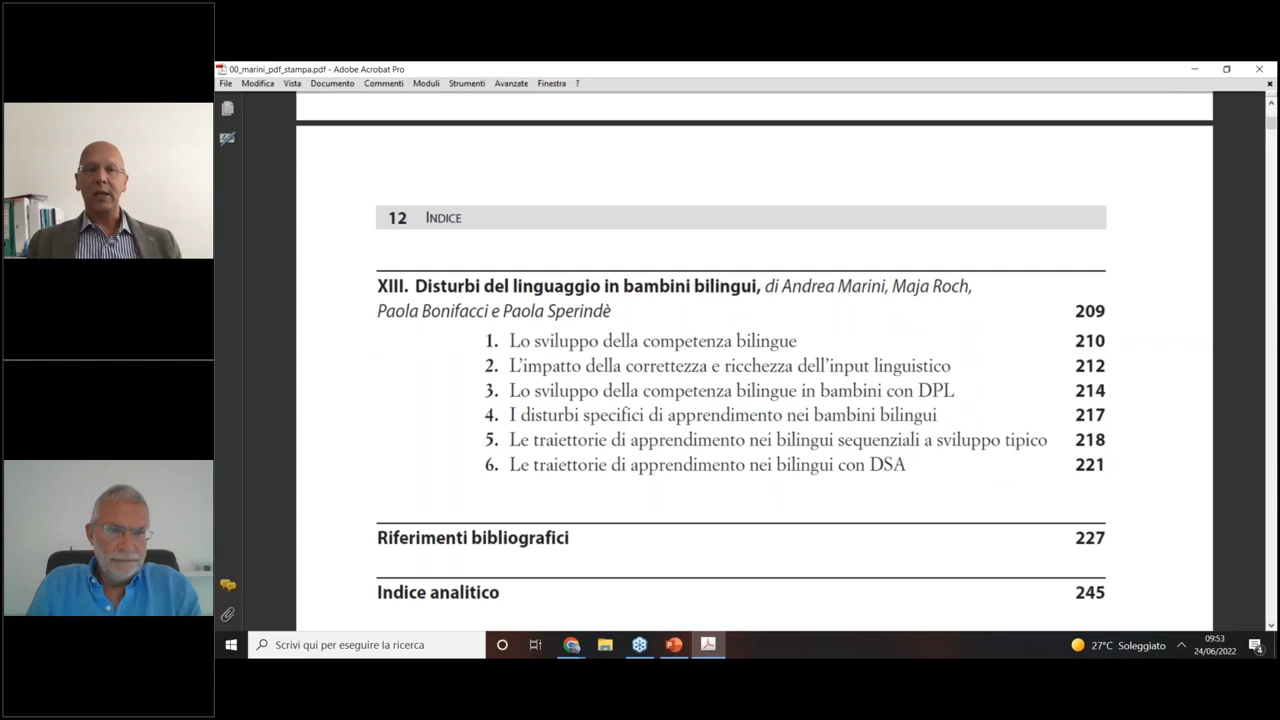 00_marini_pdf_stampa.pdf - Adobe Acrobat Pro
File Modifica Vista Documento Commenti Moduli Strumenti Avanzate Finestra ?
12 INDICE
XIII. Disturbi del linguaggio in bambini bilingui, di Andrea Marini, Maja Roch,
Paola Bonifacci e Paola Sperindè 209
1. Lo sviluppo della competenza bilingue 210
2. L'impatto della correttezza e ricchezza dell'input linguistico 212
3. Lo sviluppo della competenza bilingue in bambini con DPL 214
4. I disturbi specifici di apprendimento nei bambini bilingui 217
5. Le traiettorie di apprendimento nei bilingui sequenziali a sviluppo tipico 218
6. Le traiettorie di apprendimento nei bilingui con DSA 221
Riferimenti bibliografici 227
Indice analitico 245
Scrivi qui per eseguire la ricerca
27°C Soleggiato
09:53
24/06/2022
4